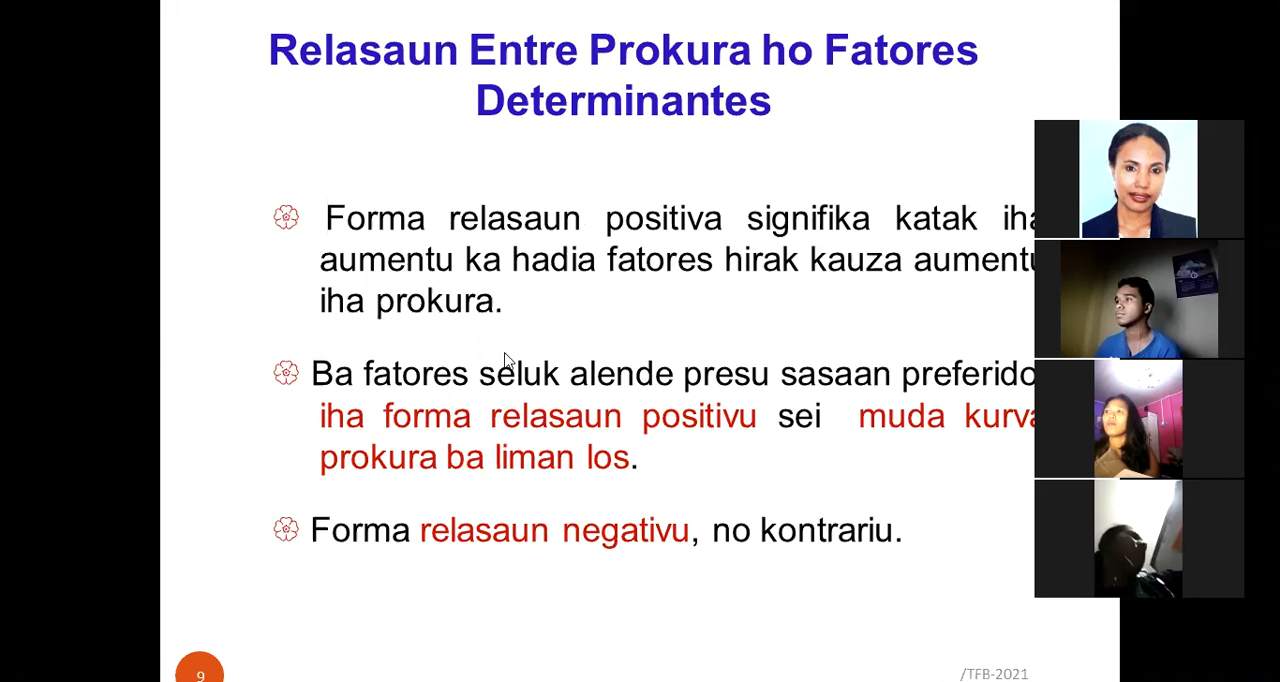 Relasaun Entre Prokura ho Fatores
Determinantes
Forma relasaun positiva signifika katak iha
aumentu ka hadia fatores hirak kauza aumentu
iha prokura.
Ba fatores seluk alende presu sasaan preferido
iha forma relasaun positivu sei muda kurva
prokura ba liman los.
Forma relasaun negativu, no kontrariu.
9
/TFB-2021